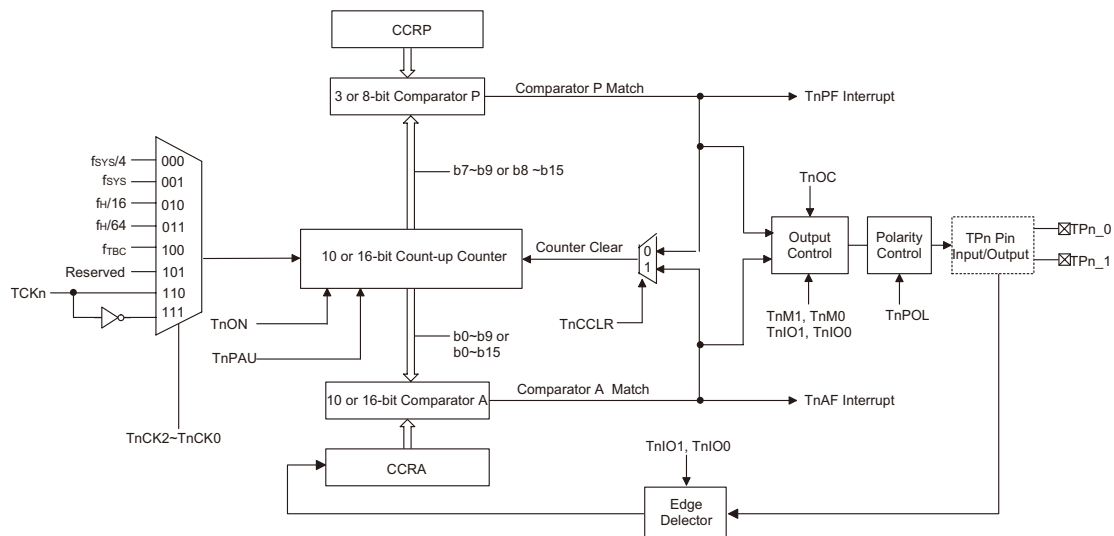 CCRP
3 or 8-bit Comparator P
Comparator P Match
TnPF Interrupt
b7~b9 or b8 ~b15
fSYS/4
000
fSYS
001
fH/16
010
fH/64
011
fTBC
100
Reserved
101
TCKn
110
111
TnCK2~TnCK0
10 or 16-bit Count-up Counter
Counter Clear
0
1
TnCCLR
TnON
TnPAU
b0~b9 or
b0~b15
10 or 16-bit Comparator A
Comparator A Match
TnAF Interrupt
CCRA
TnOC
Output
Control
TnM1, TnM0
TnIO1, TnIO0
Polarity
Control
TnPOL
TPn Pin
Input/Output
TPn_0
TPn_1
TnIO1, TnIO0
Edge
Delector